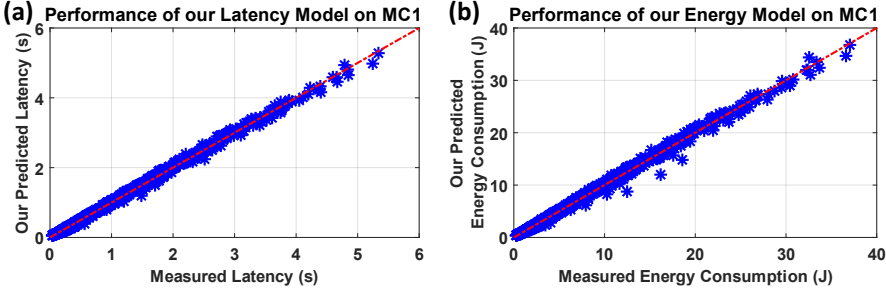 (a)
Performance of our Latency Model on MC1
Our Predicted Latency (s)
6
4
2
0
0 1 2 3 4 5 6
Measured Latency (s)
(b)
Performance of our Energy Model on MC1
Our Predicted
Energy Consumption (J)
40
30
20
10
0
0 10 20 30 40
Measured Energy Consumption (J)